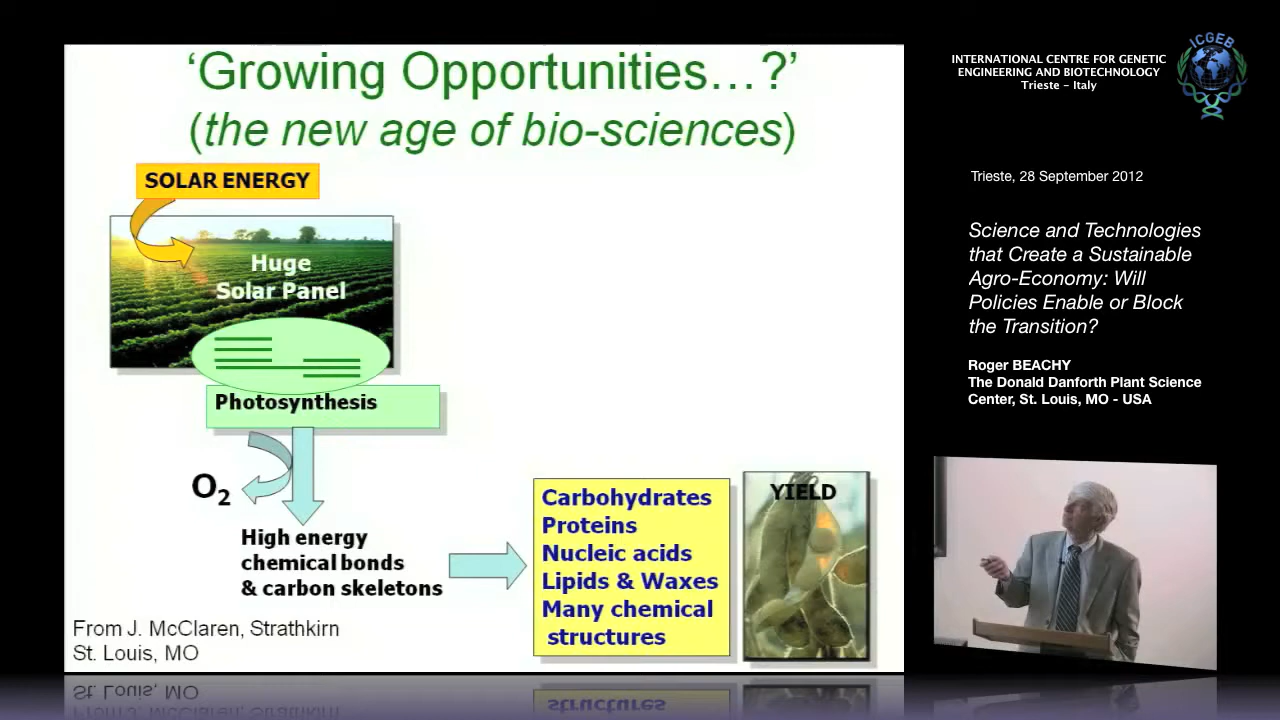 ‘Growing Opportunities...?’
(the new age of bio-sciences)
SOLAR ENERGY
Huge
Solar Panel
Photosynthesis
O2
High energy
chemical bonds
& carbon skeletons
Carbohydrates
Proteins
Nucleic acids
Lipids & Waxes
Many chemical
structures
YIELD
From J. McClaren, Strathkirn
St. Louis, MO
INTERNATIONAL CENTRE FOR GENETIC
ENGINEERING AND BIOTECHNOLOGY
Trieste – Italy
ICGEB
Trieste, 28 September 2012
Science and Technologies
that Create a Sustainable
Agro-Economy: Will
Policies Enable or Block
the Transition?
Roger BEACHY
The Donald Danforth Plant Science
Center, St. Louis, MO - USA